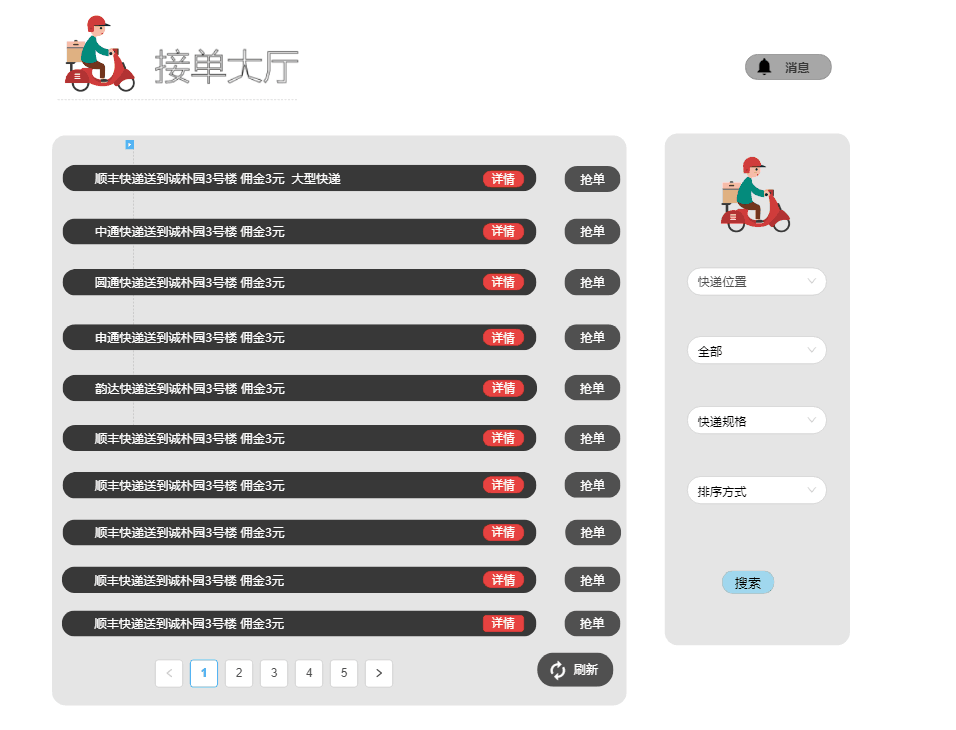 接单大厅
消息
顺丰快递送到诚朴园3号楼 佣金3元 大型快递 详情 抢单
中通快递送到诚朴园3号楼 佣金3元 详情 抢单
圆通快递送到诚朴园3号楼 佣金3元 详情 抢单
申通快递送到诚朴园3号楼 佣金3元 详情 抢单
韵达快递送到诚朴园3号楼 佣金3元 详情 抢单
顺丰快递送到诚朴园3号楼 佣金3元 详情 抢单
顺丰快递送到诚朴园3号楼 佣金3元 详情 抢单
顺丰快递送到诚朴园3号楼 佣金3元 详情 抢单
顺丰快递送到诚朴园3号楼 佣金3元 详情 抢单
顺丰快递送到诚朴园3号楼 佣金3元 详情 抢单
< 1 2 3 4 5 >
刷新
快递位置
全部
快递规格
排序方式
搜索